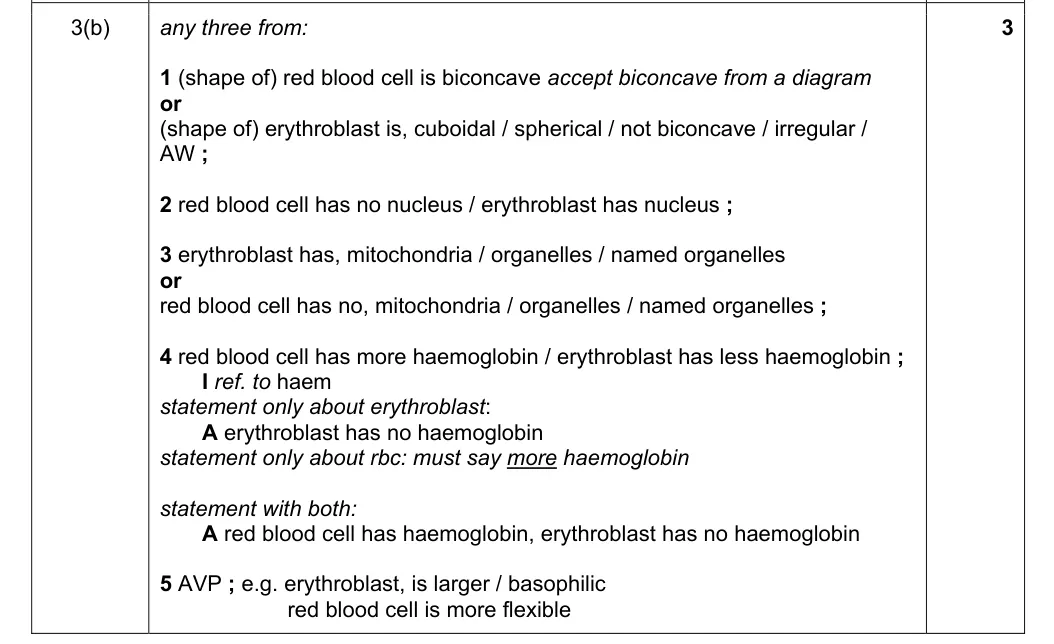 3(b) any three from: 3
1 (shape of) red blood cell is biconcave accept biconcave from a diagram
or
(shape of) erythroblast is, cuboidal / spherical / not biconcave / irregular /
AW ;
2 red blood cell has no nucleus / erythroblast has nucleus ;
3 erythroblast has, mitochondria / organelles / named organelles
or
red blood cell has no, mitochondria / organelles / named organelles ;
4 red blood cell has more haemoglobin / erythroblast has less haemoglobin ;
I ref. to haem
statement only about erythroblast:
A erythroblast has no haemoglobin
statement only about rbc: must say more haemoglobin
statement with both:
A red blood cell has haemoglobin, erythroblast has no haemoglobin
5 AVP ; e.g. erythroblast, is larger / basophilic
red blood cell is more flexible